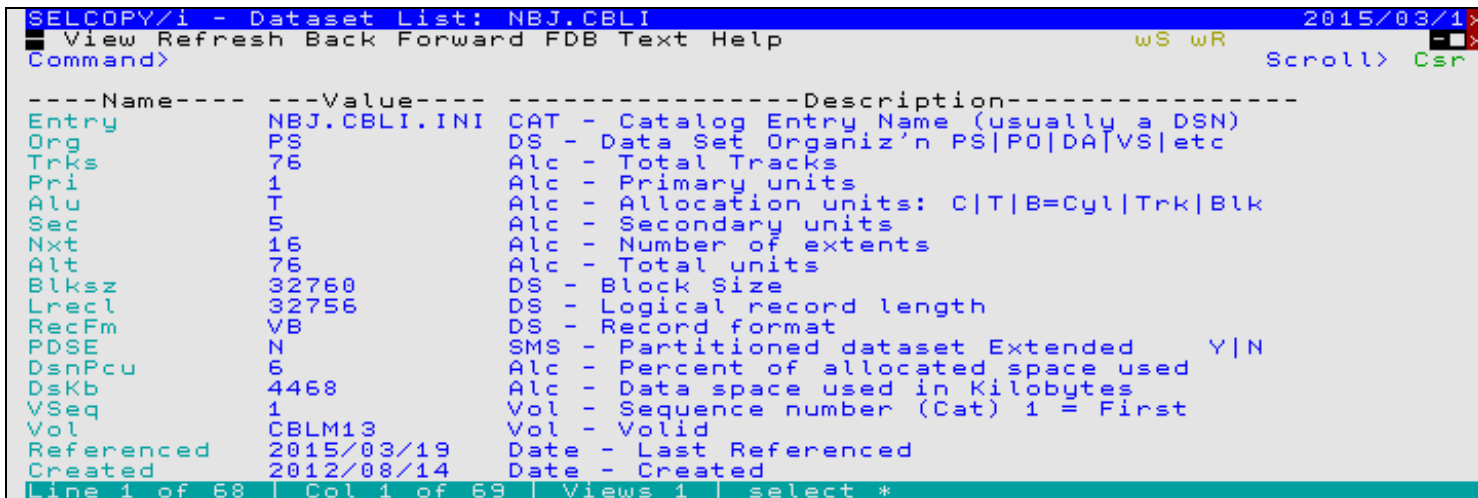 SELCOPY/i - Dataset List: NBJ.CBLI 2015/03/1
View Refresh Back Forward FDB Text Help wS wR
Command> Scroll> Csr
----Name---- ---Value---- ----------------Description----------------
Entry NBJ.CBLI.INI CAT - Catalog Entry Name (usually a DSN)
Org PS DS - Data Set Organiz'n PS|PO|DA|VS|etc
Trks 76 Alc - Total Tracks
Pri 1 Alc - Primary units
Alu T Alc - Allocation units: C|T|B=Cyl|Trk|Blk
Sec 5 Alc - Secondary units
Nxt 16 Alc - Number of extents
Alt 76 Alc - Total units
Blksz 32760 DS - Block Size
Lrecl 32756 DS - Logical record length
RecFm VB DS - Record format
PDSE N SMS - Partitioned dataset Extended Y|N
DsnPcu 6 Alc - Percent of allocated space used
DsKb 4468 Alc - Data space used in Kilobytes
VSeq 1 Vol - Sequence number (Cat) 1 = First
Vol CBLM13 Vol - Volid
Referenced 2015/03/19 Date - Last Referenced
Created 2012/08/14 Date - Created
Line 1 of 68 | Col 1 of 69 | Views 1 | select *